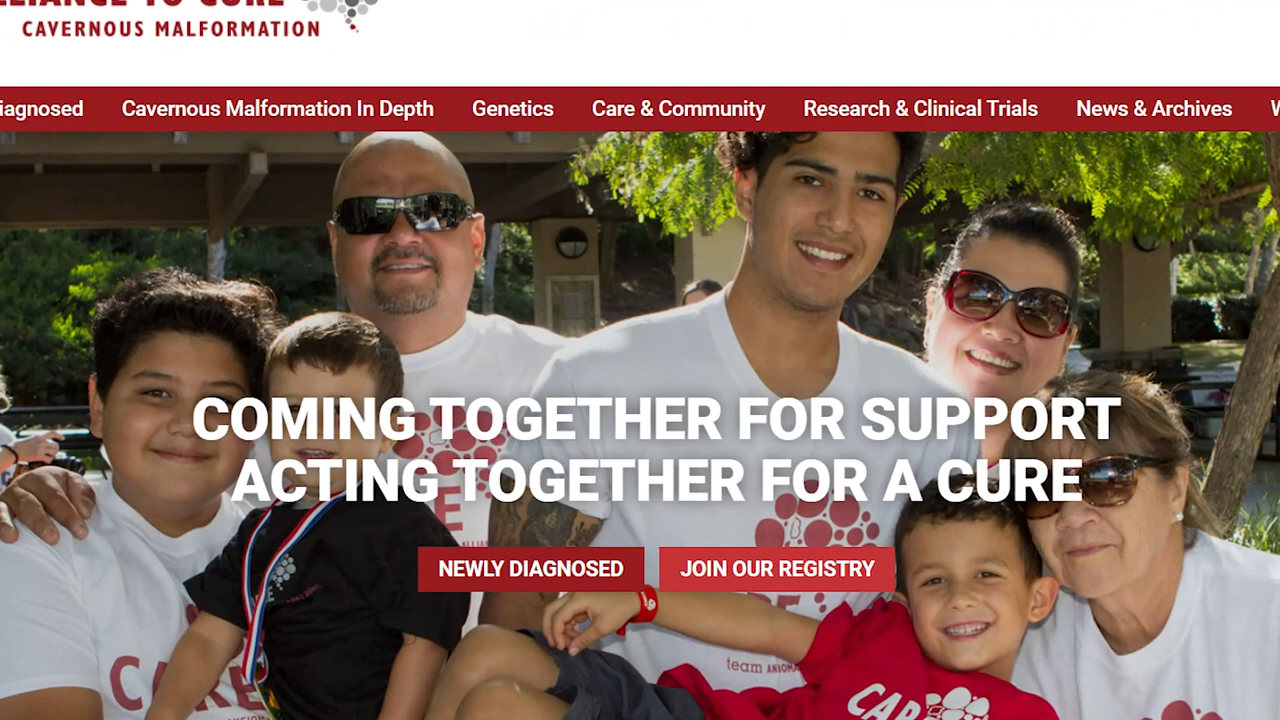 CAVERNOUS MALFORMATION
Cavernous Malformation In Depth Genetics Care & Community Research & Clinical Trials News & Archives
COMING TOGETHER FOR SUPPORT
ACTING TOGETHER FOR A CURE
NEWLY DIAGNOSED JOIN OUR REGISTRY
team
CARE